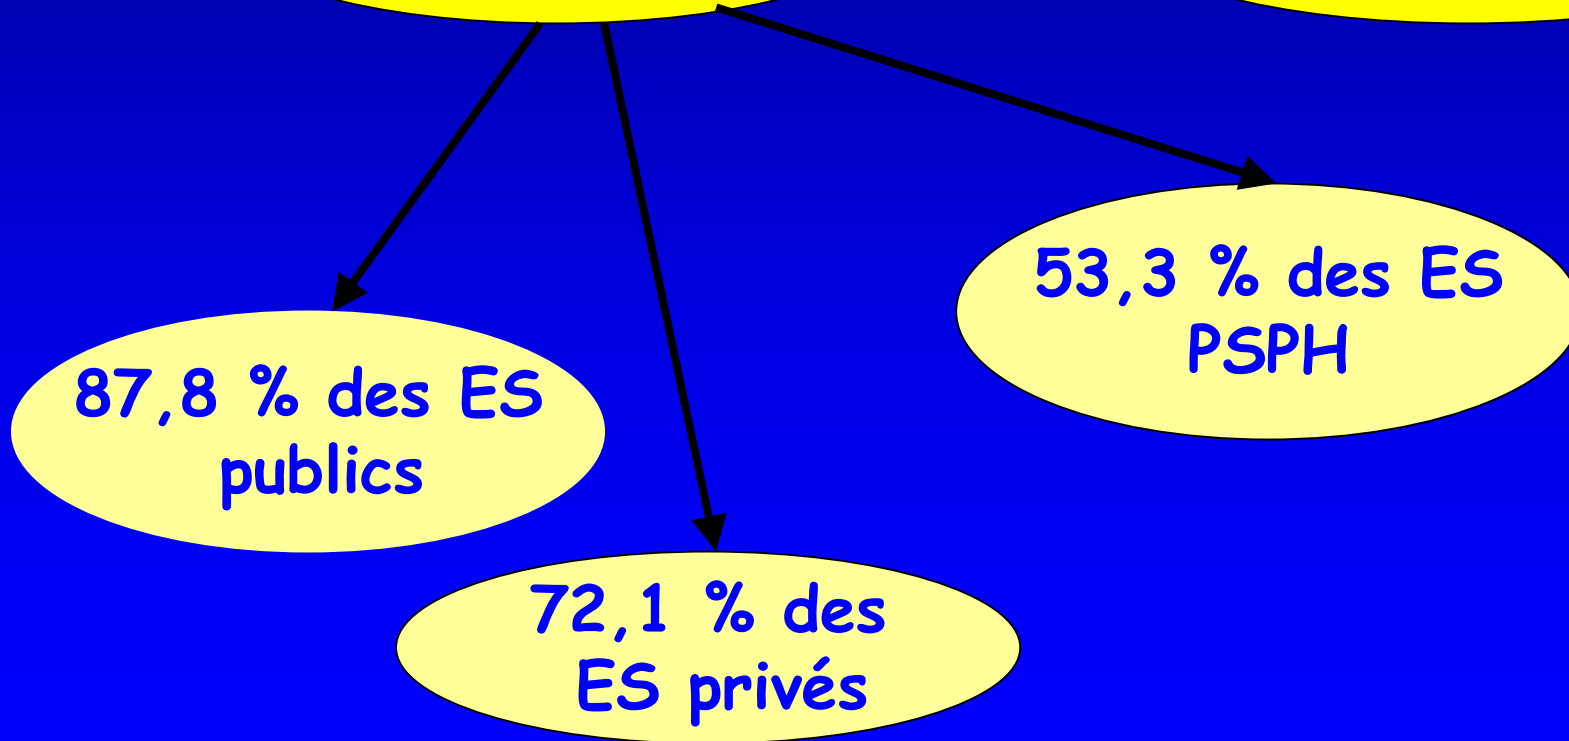 53,3 % des ES
PSPH
87,8 % des ES
publics
72,1 % des
ES privés